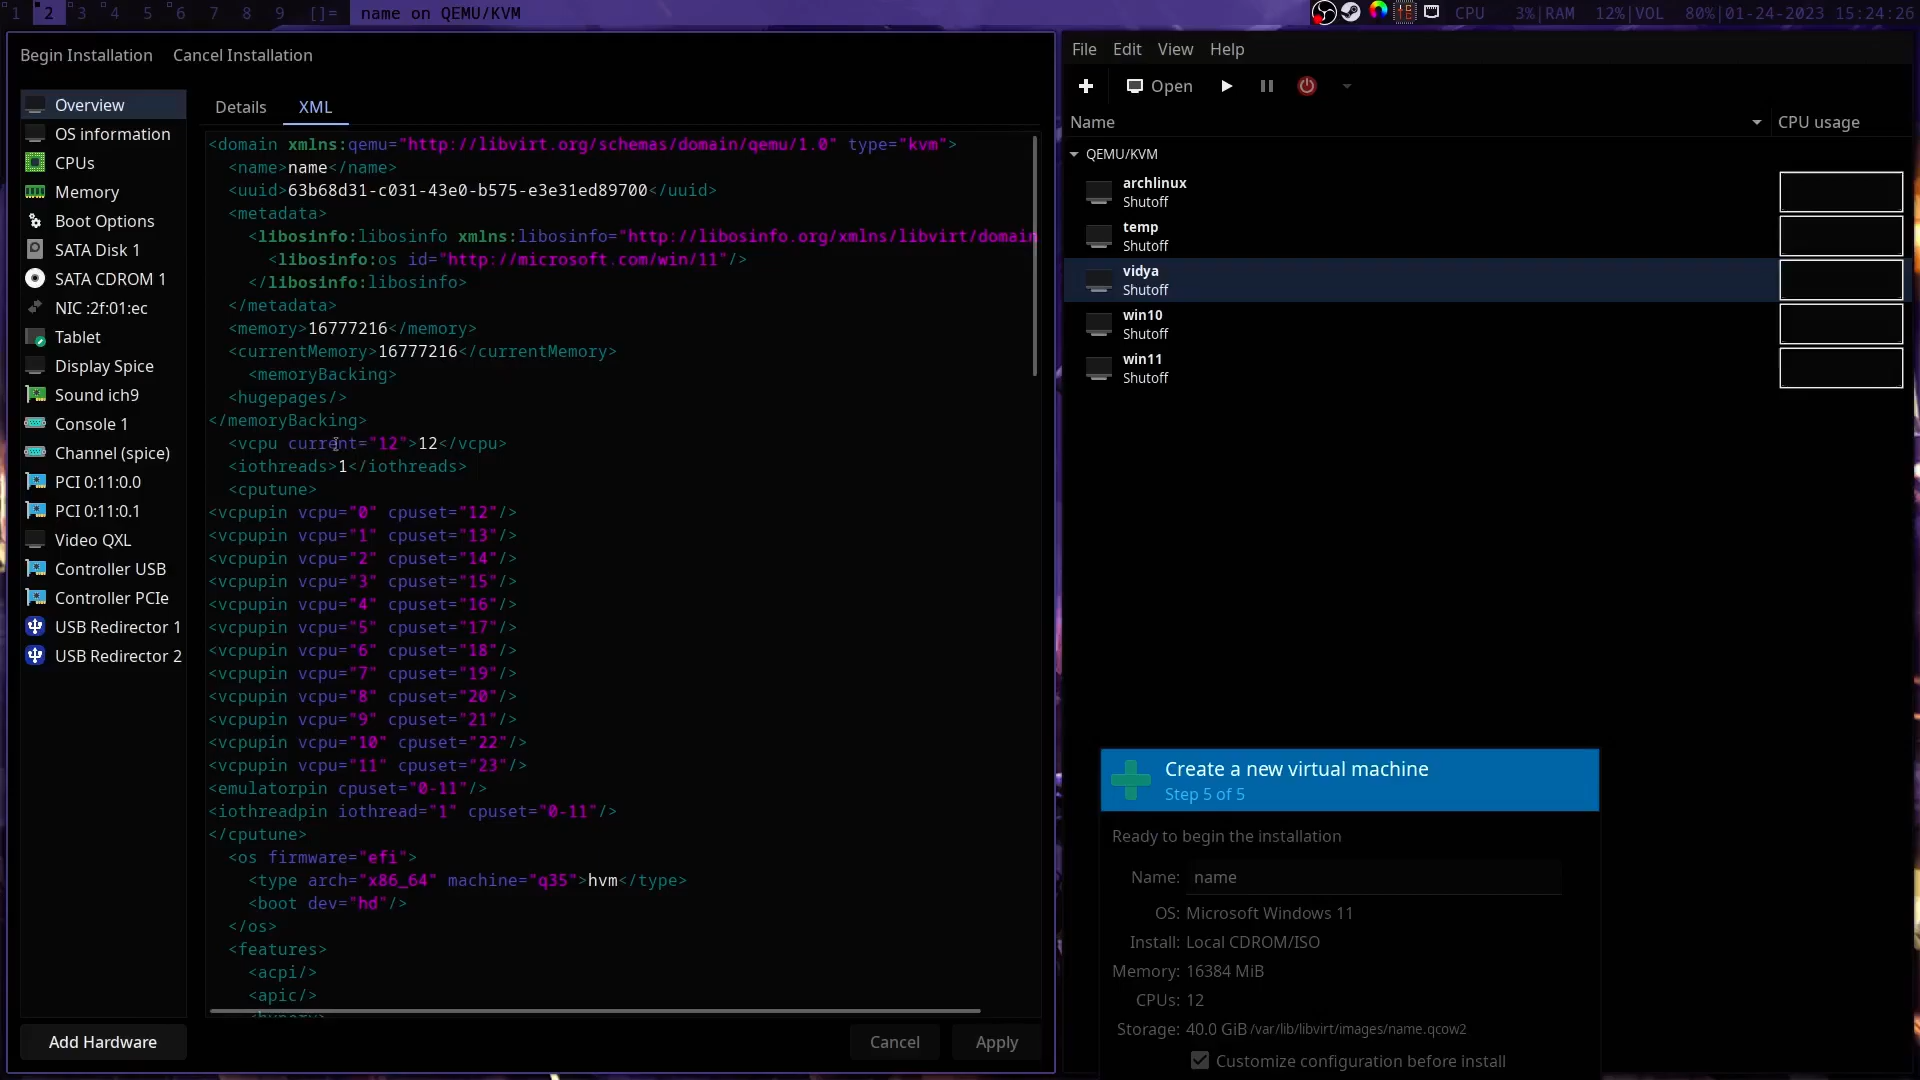 1 2 3 4 5 6 7 8 9 []= name on QEMU/KVM
CPU 3%|RAM 12%|VOL 80%|01-24-2023 15:24:26
Begin Installation Cancel Installation
Overview
OS information
CPUs
Memory
Boot Options
SATA Disk 1
SATA CDROM 1
NIC :2f:01:ec
Tablet
Display Spice
Sound ich9
Console 1
Channel (spice)
PCI 0:11:0.0
PCI 0:11:0.1
Video QXL
Controller USB
Controller PCIe
USB Redirector 1
USB Redirector 2
Add Hardware
Details XML
<domain xmlns:qemu="http://libvirt.org/schemas/domain/qemu/1.0" type="kvm">
<name>name</name>
<uuid>63b68d31-c031-43e0-b575-e3e31ed89700</uuid>
<metadata>
<libosinfo:libosinfo xmlns:libosinfo="http://libosinfo.org/xmlns/libvirt/domain
<libosinfo:os id="http://microsoft.com/win/11"/>
</libosinfo:libosinfo>
</metadata>
<memory>16777216</memory>
<currentMemory>16777216</currentMemory>
<memoryBacking>
<hugepages/>
</memoryBacking>
<vcpu current="12">12</vcpu>
<iothreads>1</iothreads>
<cputune>
<vcpupin vcpu="0" cpuset="12"/>
<vcpupin vcpu="1" cpuset="13"/>
<vcpupin vcpu="2" cpuset="14"/>
<vcpupin vcpu="3" cpuset="15"/>
<vcpupin vcpu="4" cpuset="16"/>
<vcpupin vcpu="5" cpuset="17"/>
<vcpupin vcpu="6" cpuset="18"/>
<vcpupin vcpu="7" cpuset="19"/>
<vcpupin vcpu="8" cpuset="20"/>
<vcpupin vcpu="9" cpuset="21"/>
<vcpupin vcpu="10" cpuset="22"/>
<vcpupin vcpu="11" cpuset="23"/>
<emulatorpin cpuset="0-11"/>
<iothreadpin iothread="1" cpuset="0-11"/>
</cputune>
<os firmware="efi">
<type arch="x86_64" machine="q35">hvm</type>
<boot dev="hd"/>
</os>
<features>
<acpi/>
<apic/>
Cancel Apply
File Edit View Help
Open
Name CPU usage
QEMU/KVM
archlinux
Shutoff
temp
Shutoff
vidya
Shutoff
win10
Shutoff
win11
Shutoff
Create a new virtual machine
Step 5 of 5
Ready to begin the installation
Name: name
OS: Microsoft Windows 11
Install: Local CDROM/ISO
Memory: 16384 MiB
CPUs: 12
Storage: 40.0 GiB /var/lib/libvirt/images/name.qcow2
Customize configuration before install